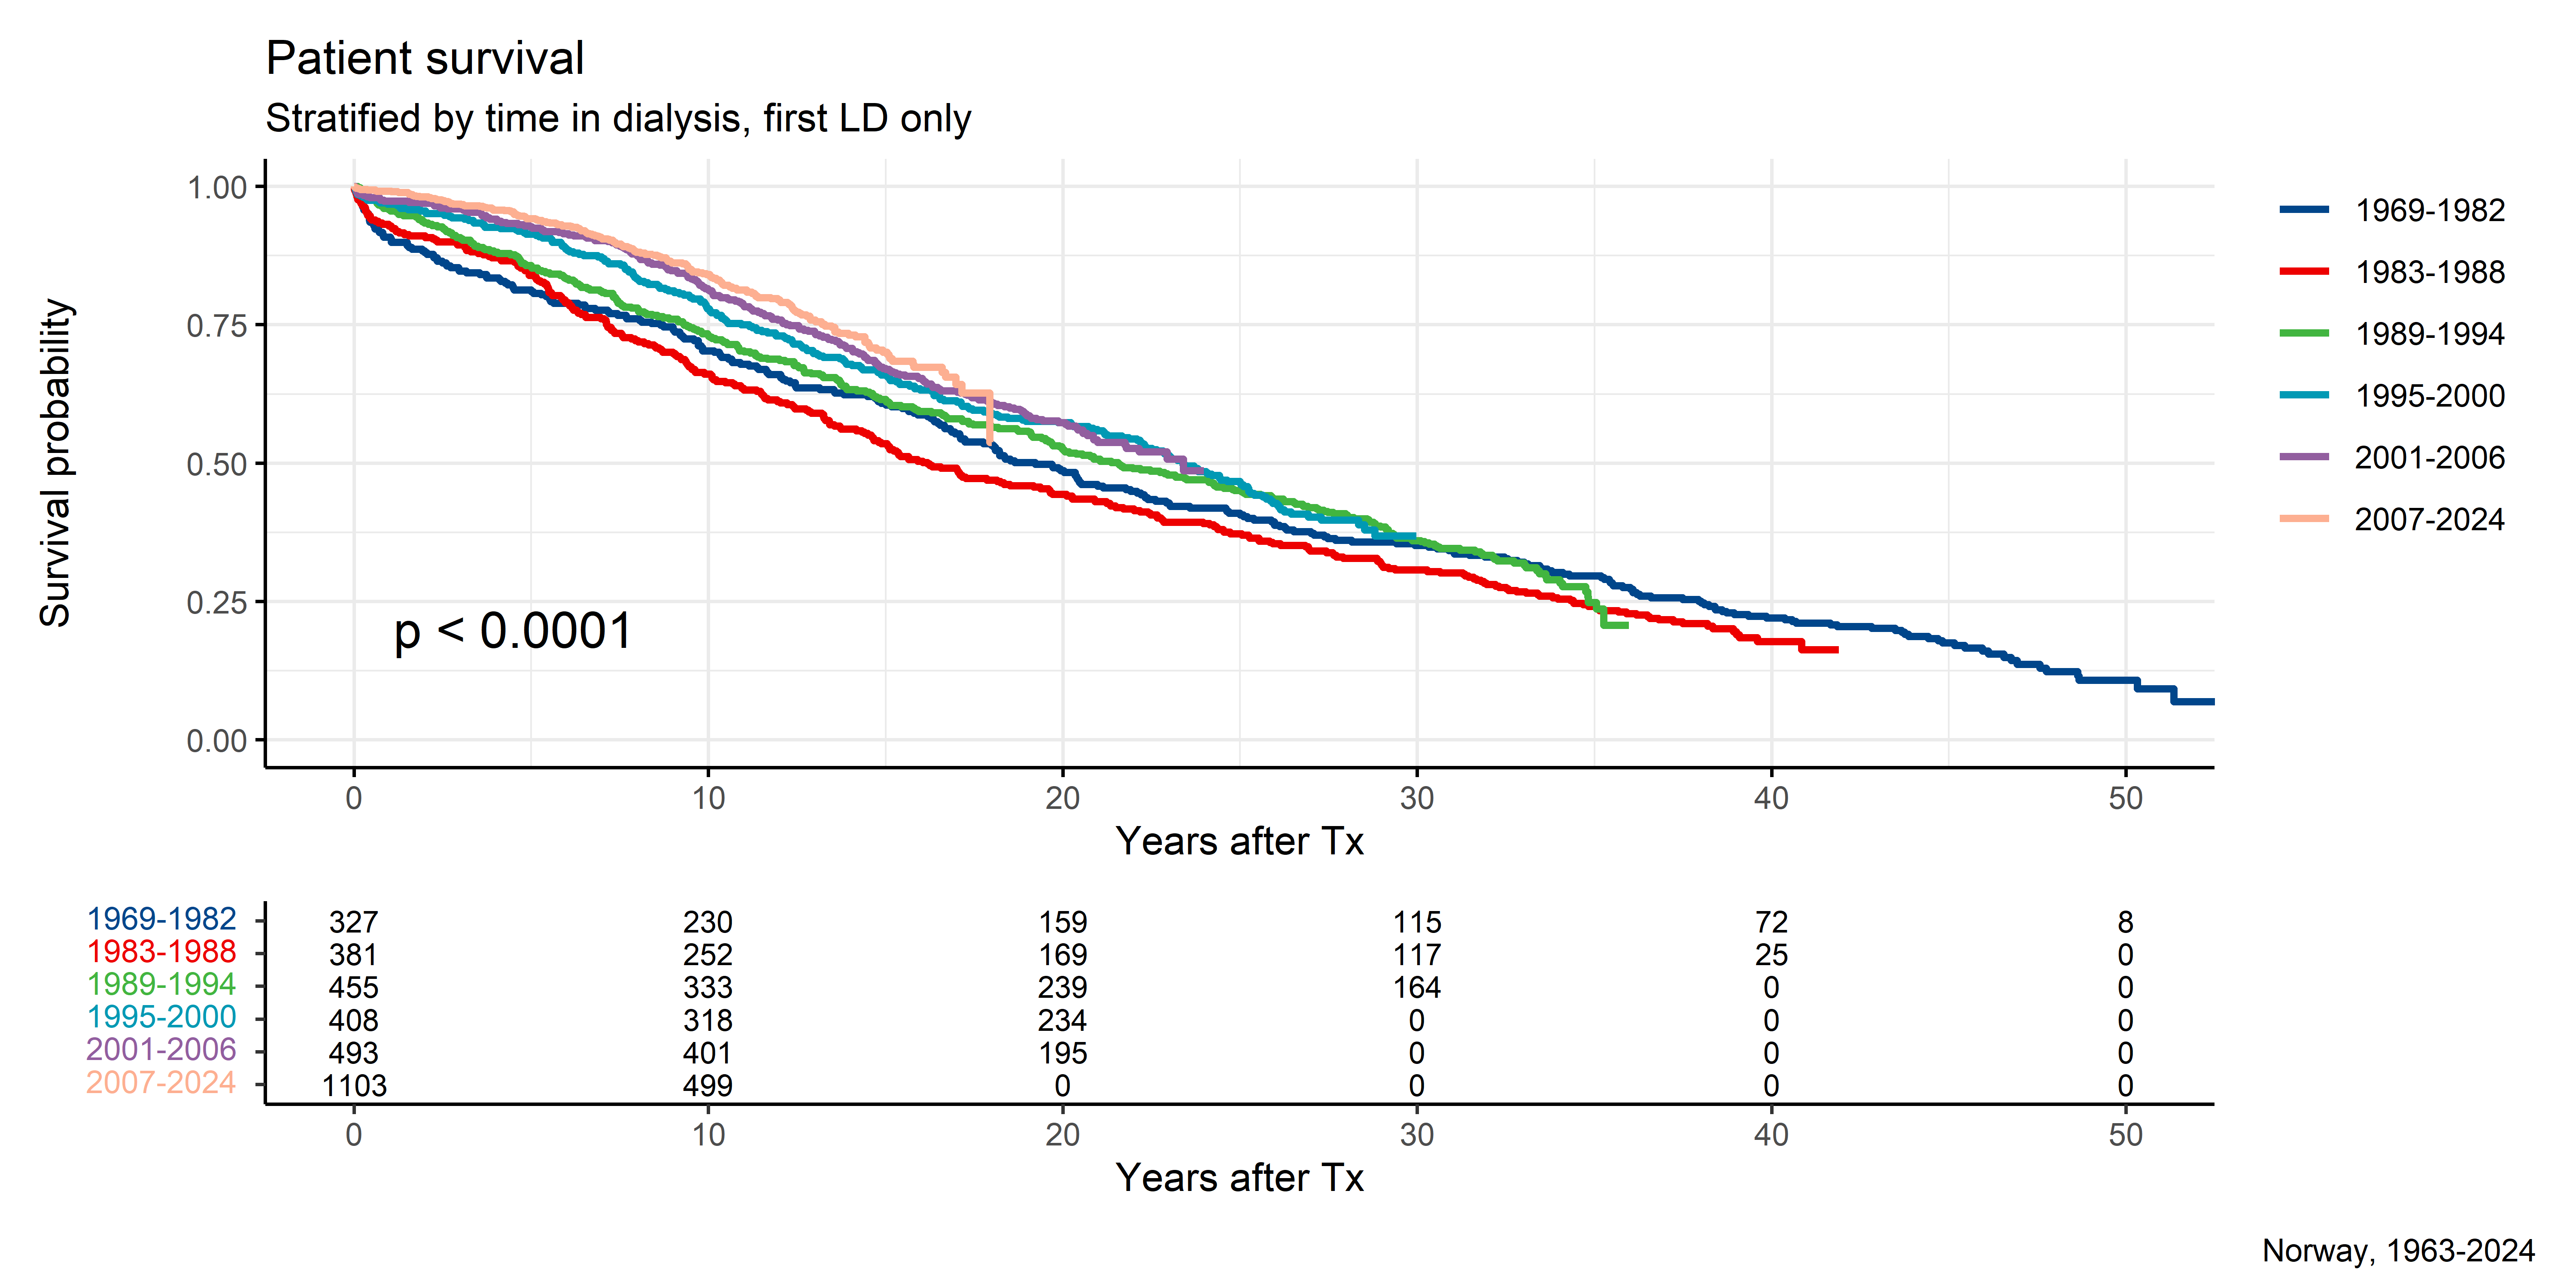 Patient survival
Stratified by time in dialysis, first LD only
Survival probability
1.00
0.75
0.50
0.25
0.00
p < 0.0001
0 10 20 30 40 50
Years after Tx
1969-1982
1983-1988
1989-1994
1995-2000
2001-2006
2007-2024
1969-1982 327 230 159 115 72 8
1983-1988 381 252 169 117 25 0
1989-1994 455 333 239 164 0 0
1995-2000 408 318 234 0 0 0
2001-2006 493 401 195 0 0 0
2007-2024 1103 499 0 0 0 0
0 10 20 30 40 50
Years after Tx
Norway, 1963-2024